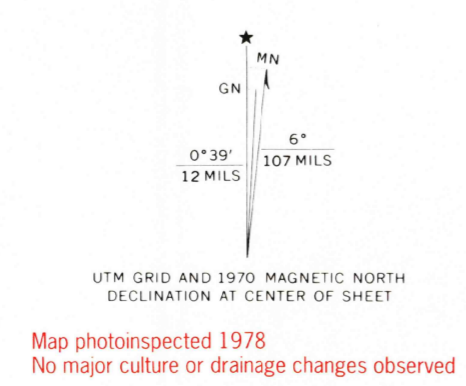 ★
MN
GN
0°39′
12 MILS
6°
107 MILS
UTM GRID AND 1970 MAGNETIC NORTH
DECLINATION AT CENTER OF SHEET
Map photoinspected 1978
No major culture or drainage changes observed